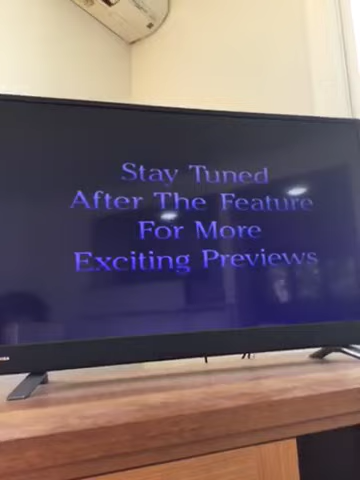 Stay Tuned
After The Feature
For More
Exciting Previews